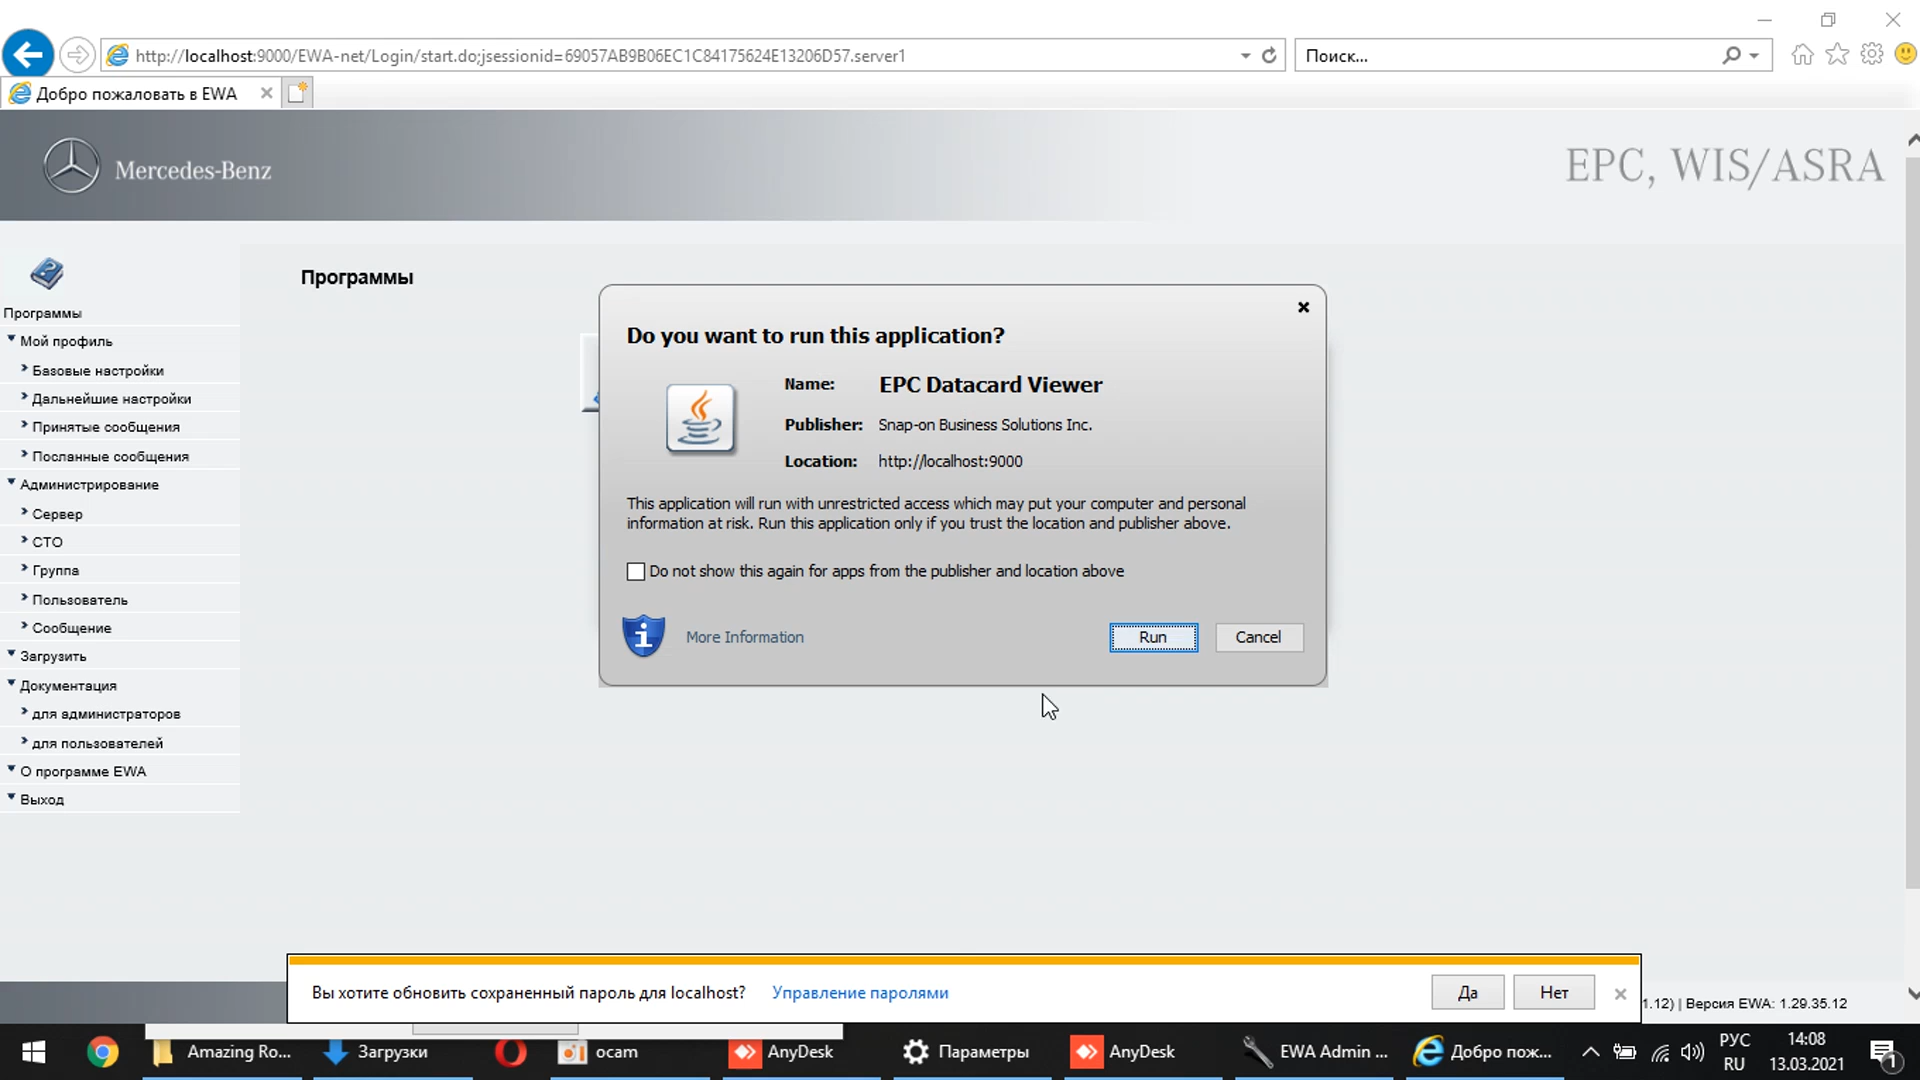 http://localhost:9000/EWA-net/Login/start.do;jsessionid=69057AB9B06EC1C84175624E13206D57.server1
Поиск...
Добро пожаловать в EWA
Mercedes-Benz
EPC, WIS/ASRA
Программы
Программы
Мой профиль
Базовые настройки
Дальнейшие настройки
Принятые сообщения
Посланные сообщения
Администрирование
Сервер
СТО
Группа
Пользователь
Сообщение
Загрузить
Документация
для администраторов
для пользователей
О программе EWA
Выход
Do you want to run this application?
Name: EPC Datacard Viewer
Publisher: Snap-on Business Solutions Inc.
Location: http://localhost:9000
This application will run with unrestricted access which may put your computer and personal
information at risk. Run this application only if you trust the location and publisher above.
Do not show this again for apps from the publisher and location above
More Information
Run
Cancel
Вы хотите обновить сохраненный пароль для localhost? Управление паролями
Да
Нет
1.12) | Версия EWA: 1.29.35.12
Amazing Ro...
Загрузки
ocam
AnyDesk
Параметры
AnyDesk
EWA Admin ...
Добро пож...
РУС
RU
14:08
13.03.2021
1